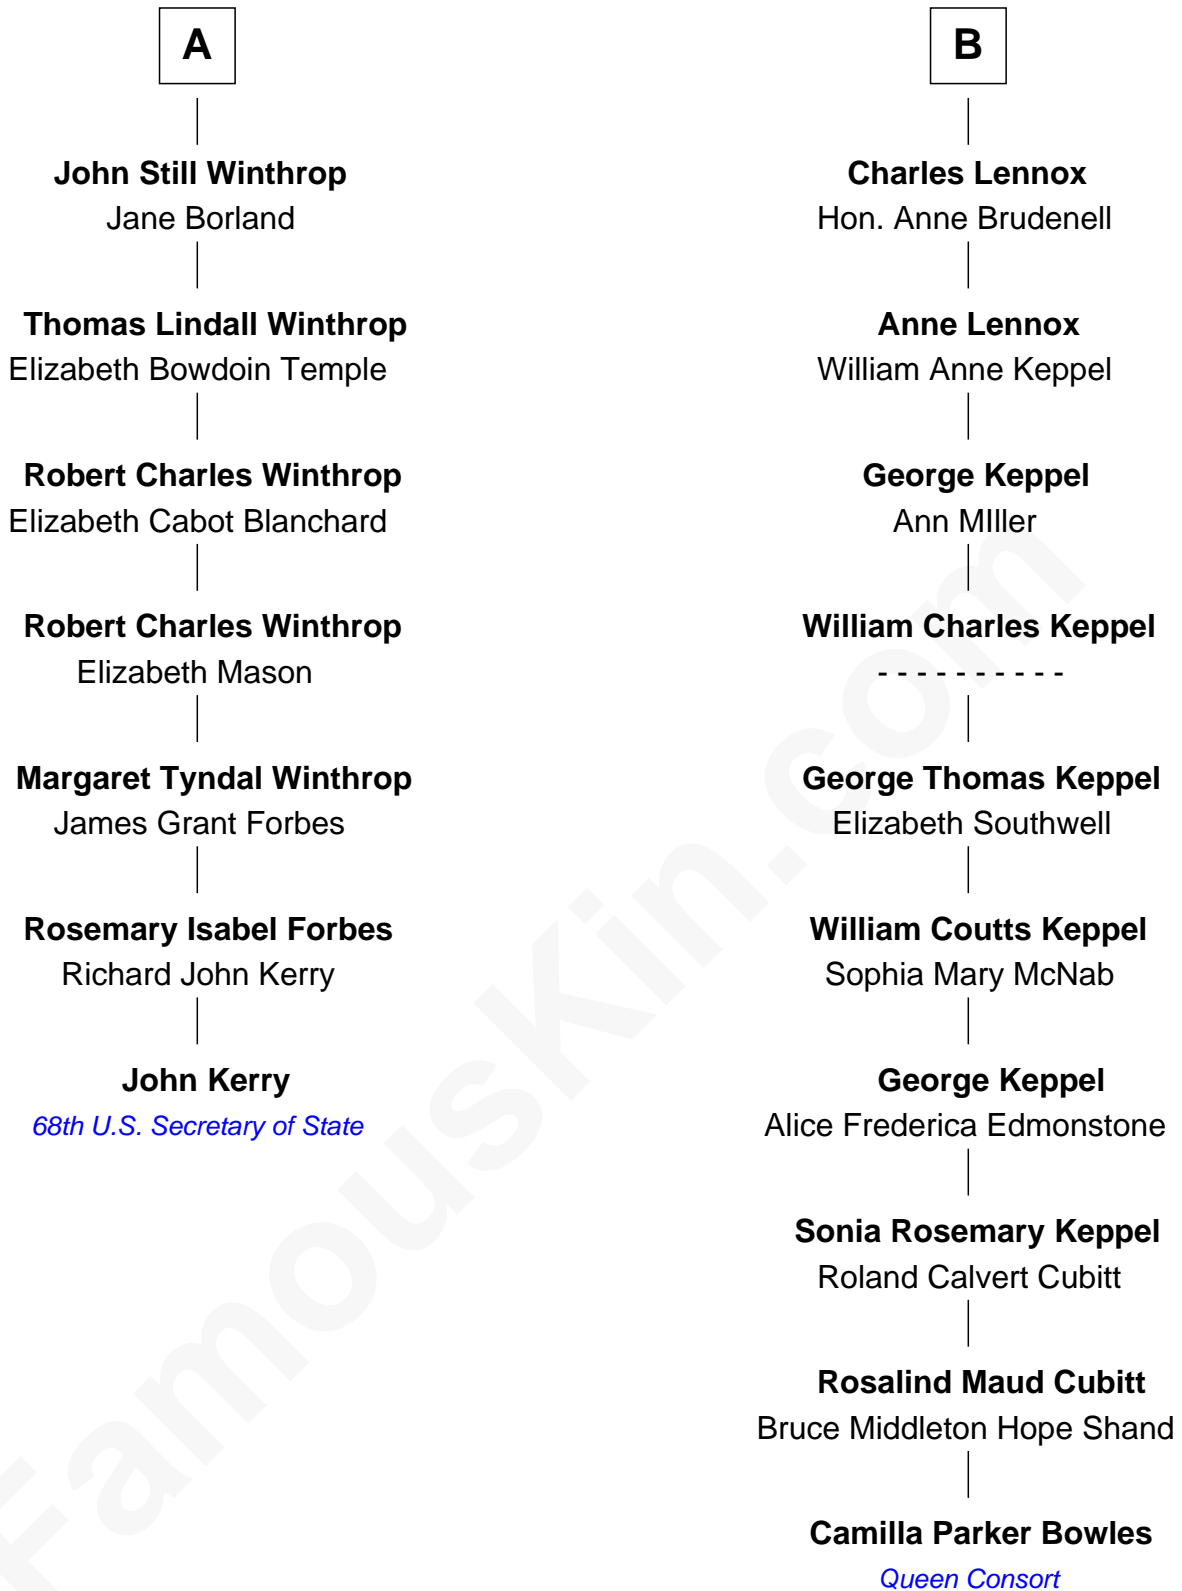 A
John Still Winthrop
Jane Borland
Thomas Lindall Winthrop
Elizabeth Bowdoin Temple
Robert Charles Winthrop
Elizabeth Cabot Blanchard
Robert Charles Winthrop
Elizabeth Mason
Margaret Tyndal Winthrop
James Grant Forbes
Rosemary Isabel Forbes
Richard John Kerry
John Kerry
68th U.S. Secretary of State
B
Charles Lennox
Hon. Anne Brudenell
Anne Lennox
William Anne Keppel
George Keppel
Ann MIller
William Charles Keppel
- - - - - - - - - -
George Thomas Keppel
Elizabeth Southwell
William Coutts Keppel
Sophia Mary McNab
George Keppel
Alice Frederica Edmonstone
Sonia Rosemary Keppel
Roland Calvert Cubitt
Rosalind Maud Cubitt
Bruce Middleton Hope Shand
Camilla Parker Bowles
Queen Consort
FamousKin.com